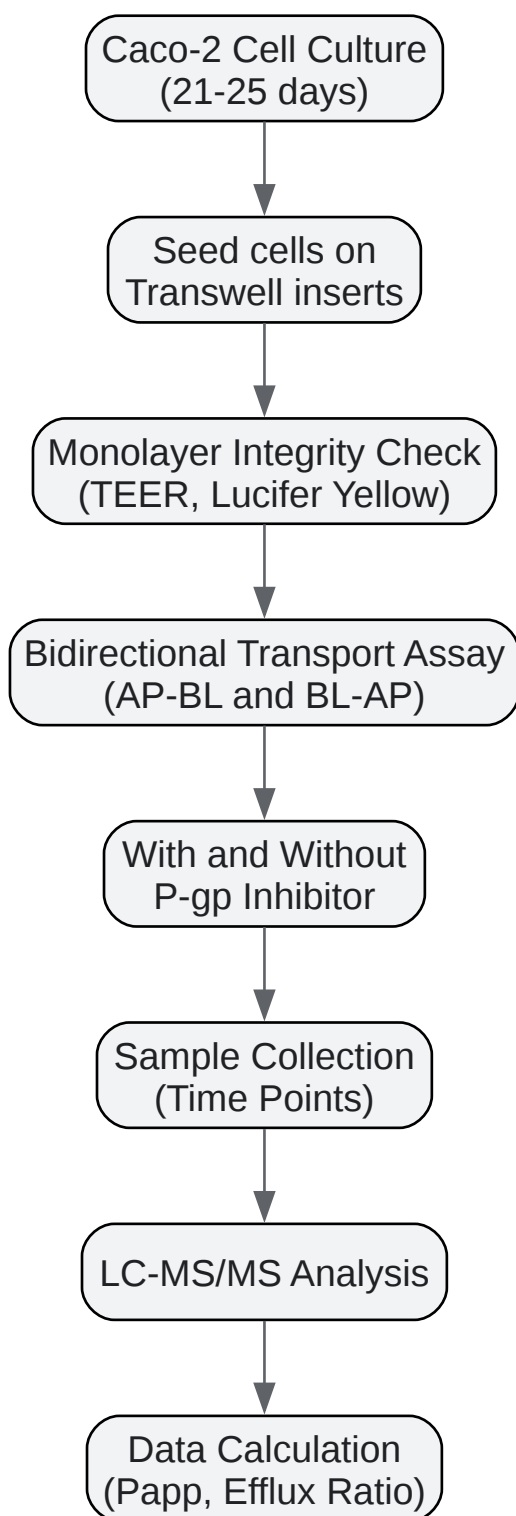 Caco-2 Cell Culture
(21-25 days)
Seed cells on
Transwell inserts
Monolayer Integrity Check
(TEER, Lucifer Yellow)
Bidirectional Transport Assay
(AP-BL and BL-AP)
With and Without
P-gp Inhibitor
Sample Collection
(Time Points)
LC-MS/MS Analysis
Data Calculation
(Papp, Efflux Ratio)